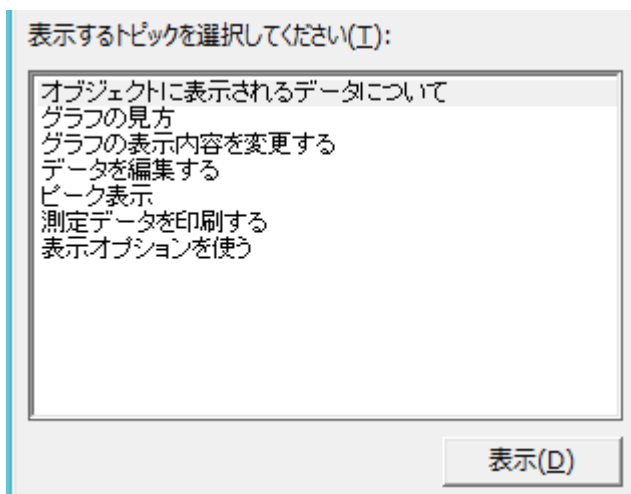 表示するトピックを選択してください(T):
オブジェクトに表示されるデータについて
グラフの見方
グラフの表示内容を変更する
データを編集する
ピーク表示
測定データを印刷する
表示オプションを使う
表示(D)